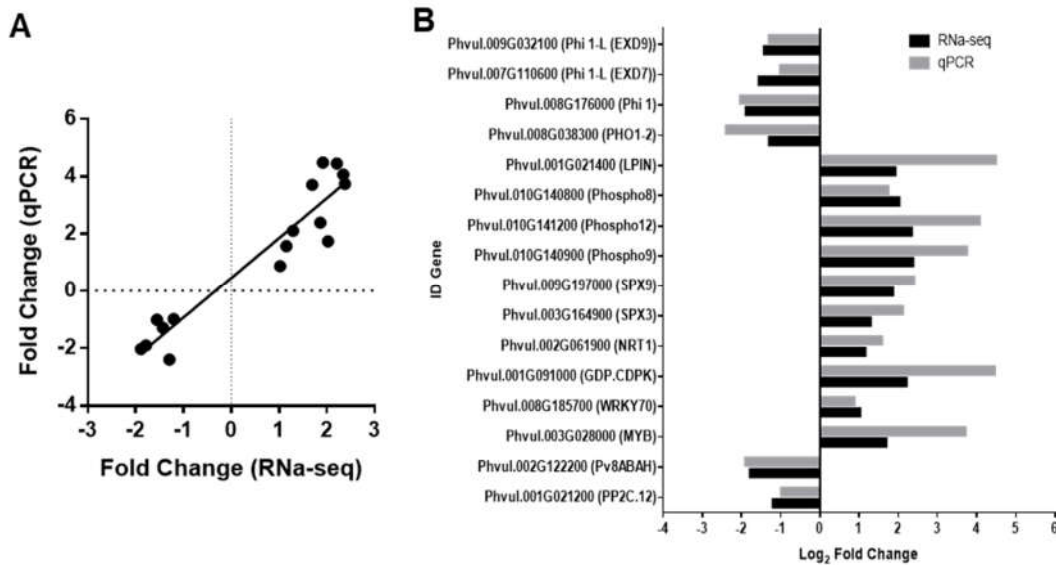 A
6
4
2
0
-2
-4
-3 -2 -1 0 1 2 3
Fold Change (qPCR)
Fold Change (RNa-seq)
B
RNa-seq
qPCR
ID Gene
Phvul.009G032100 (Phi 1-L (EXD9))
Phvul.007G110600 (Phi 1-L (EXD7))
Phvul.008G176000 (Phi 1)
Phvul.008G038300 (PHO1-2)
Phvul.001G021400 (LPIN)
Phvul.010G140800 (Phospho8)
Phvul.010G141200 (Phospho12)
Phvul.010G140900 (Phospho9)
Phvul.009G197000 (SPX9)
Phvul.003G164900 (SPX3)
Phvul.002G061900 (NRT1)
Phvul.001G091000 (GDP.CDPK)
Phvul.008G185700 (WRKY70)
Phvul.003G028000 (MYB)
Phvul.002G122200 (Pv8ABAH)
Phvul.001G021200 (PP2C.12)
-4 -3 -2 -1 0 1 2 3 4 5 6
Log2 Fold Change